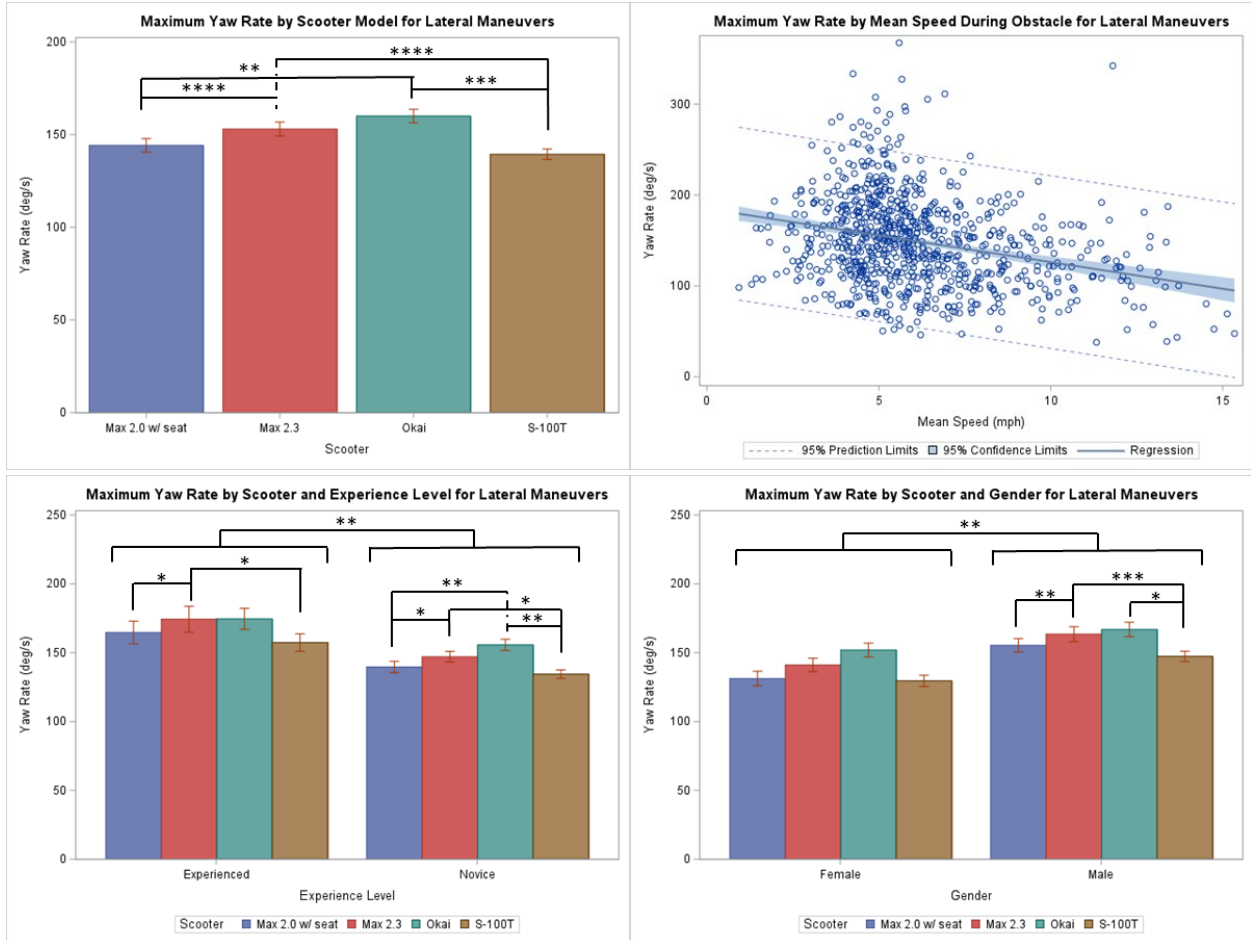 Maximum Yaw Rate by Scooter Model for Lateral Maneuvers
200
150
100
50
0
Yaw Rate (deg/s)
****
**
****
***
Max 2.0 w/ seat Max 2.3 Okai S-100T
Scooter
Maximum Yaw Rate by Mean Speed During Obstacle for Lateral Maneuvers
300
200
100
0
Yaw Rate (deg/s)
0 5 10 15
Mean Speed (mph)
95% Prediction Limits 95% Confidence Limits Regression
Maximum Yaw Rate by Scooter and Experience Level for Lateral Maneuvers
250
200
150
100
50
0
Yaw Rate (deg/s)
**
* *
**
* *
**
Experienced Novice
Experience Level
Scooter Max 2.0 w/ seat Max 2.3 Okai S-100T
Maximum Yaw Rate by Scooter and Gender for Lateral Maneuvers
250
200
150
100
50
0
Yaw Rate (deg/s)
**
***
** *
Female Male
Gender
Scooter Max 2.0 w/ seat Max 2.3 Okai S-100T